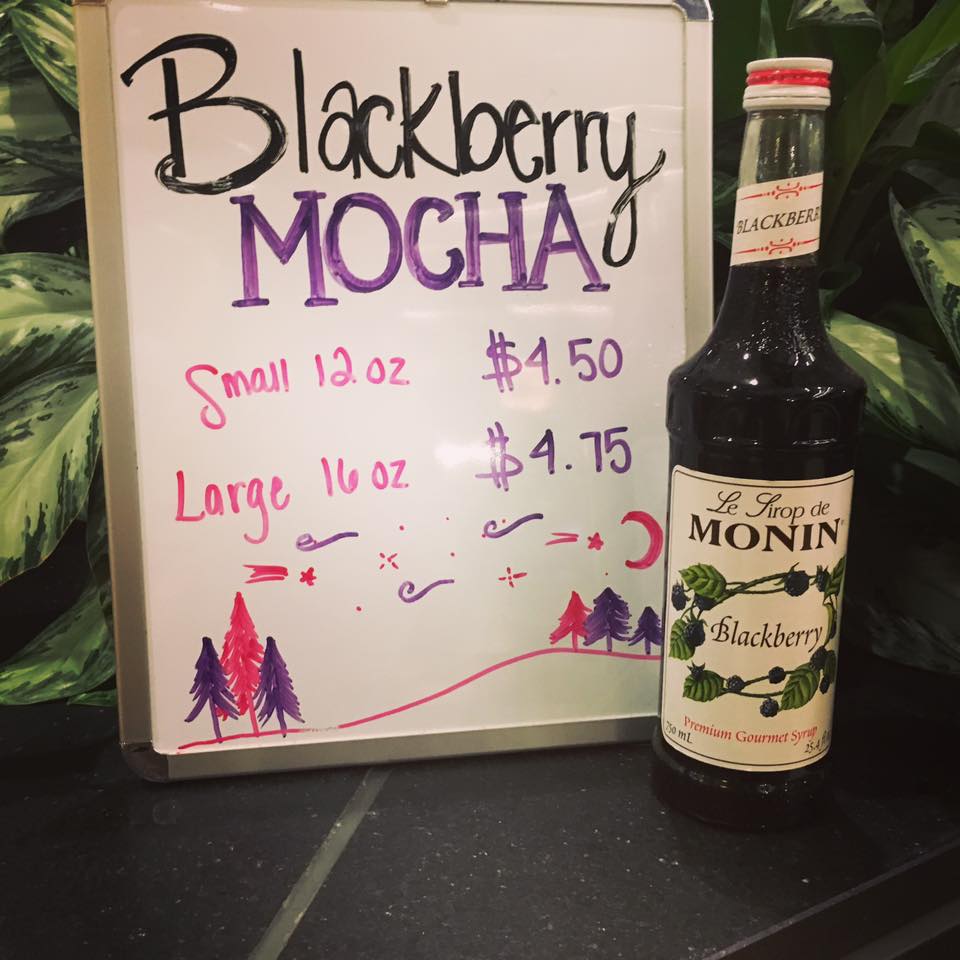 Blackberry
MOCHA
Small 12 oz $4.50
Large 16 oz $4.75
Le Sirop de
MONIN
Blackberry
Premium Gourmet Syrup
750 mL